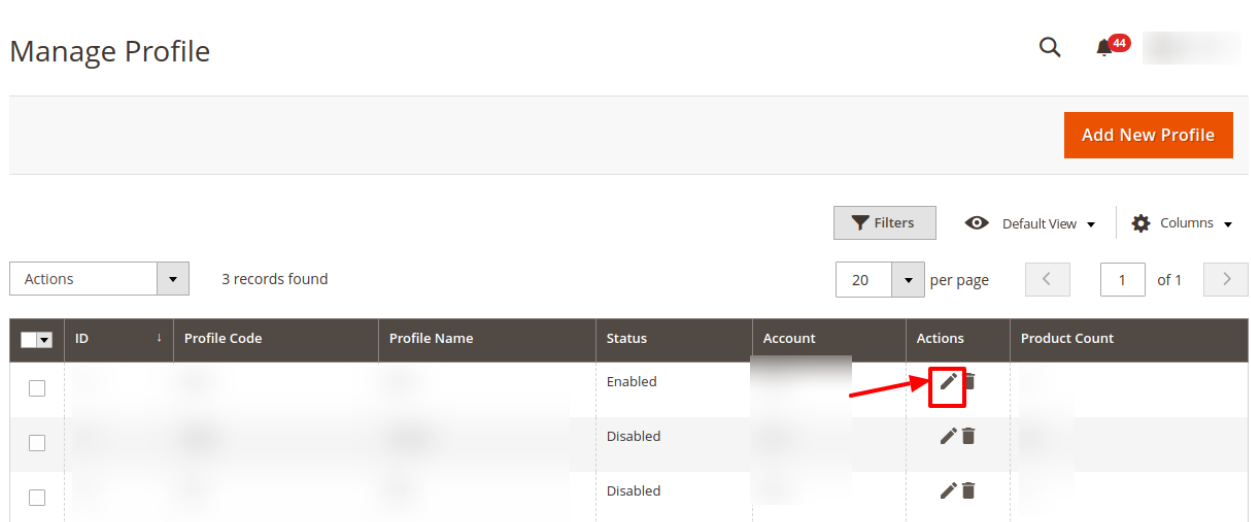 Manage Profile
44
Add New Profile
Filters
Default View
Columns
Actions
3 records found
20
per page
1
of 1
ID ↓ Profile Code Profile Name Status Account Actions Product Count
Enabled
Disabled
Disabled